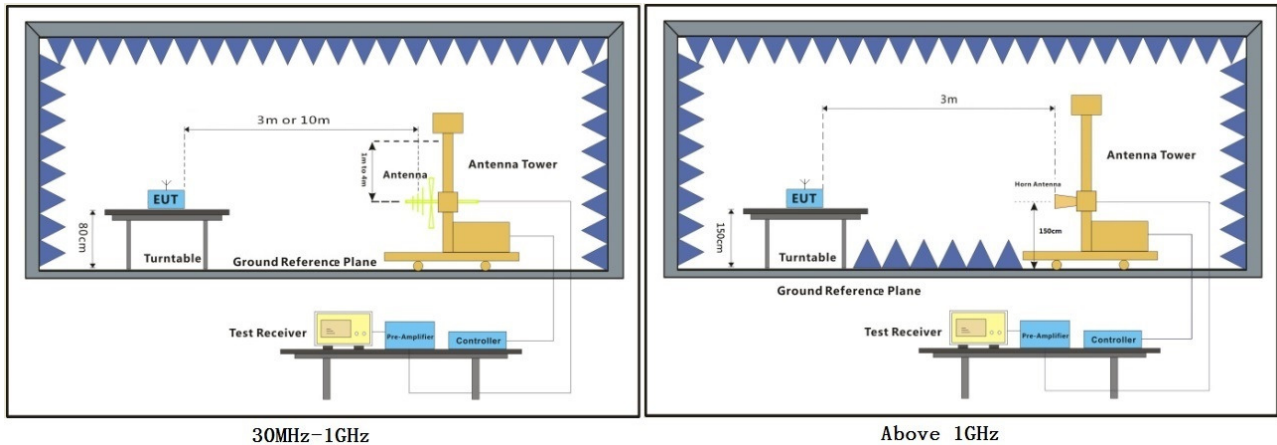 3m or 10m
1m to 4m
Antenna
Antenna Tower
EUT
80cm
Turntable
Ground Reference Plane
Test Receiver
Pre-Amplifier
Controller
30MHz-1GHz
3m
Antenna Tower
Horn Antenna
EUT
150cm
150cm
Turntable
Ground Reference Plane
Test Receiver
Pre-Amplifier
Controller
Above 1GHz